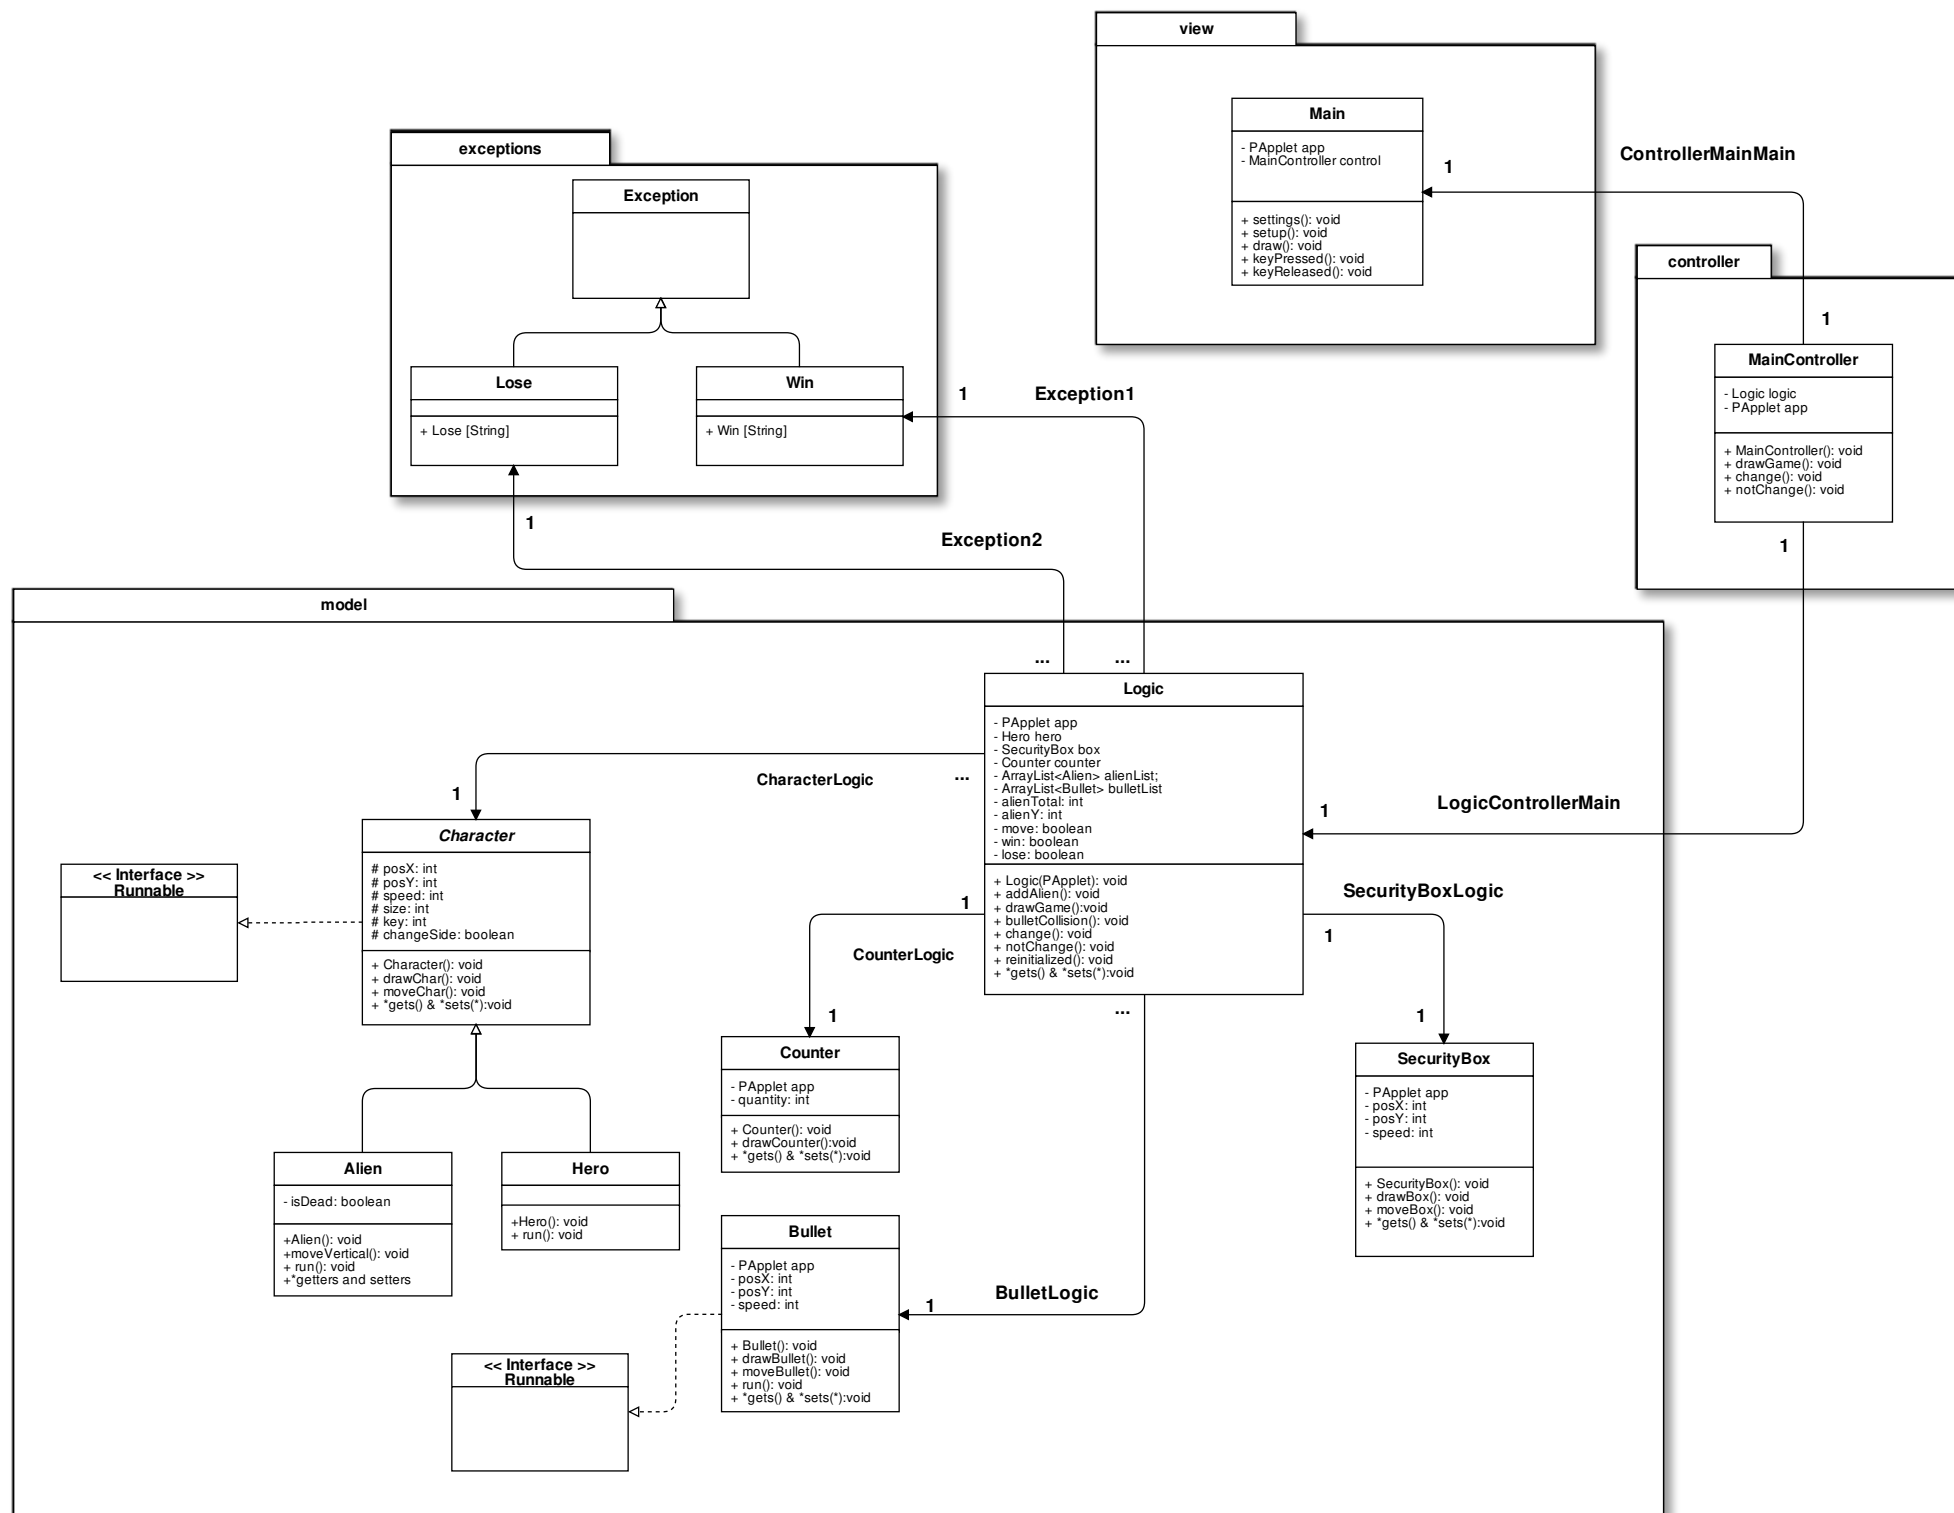 view
Main
- PApplet app
- MainController control
+ settings(): void
+ setup(): void
+ draw(): void
+ keyPressed(): void
+ keyReleased(): void
1
ControllerMainMain
controller
1
MainController
- Logic logic
- PApplet app
+ MainController(): void
+ drawGame(): void
+ change(): void
+ notChange(): void
1
exceptions
Exception
Lose
+ Lose [String]
Win
+ Win [String]
1
Exception1
1
Exception2
model
...
...
Logic
- PApplet app
- Hero hero
- SecurityBox box
- Counter counter
- ArrayList<Alien> alienList;
- ArrayList<Bullet> bulletList
- alienTotal: int
- alienY: int
- move: boolean
- win: boolean
- lose: boolean
+ Logic(PApplet): void
+ addAlien(): void
+ drawGame():void
+ bulletCollision(): void
+ change(): void
+ notChange(): void
+ reinitialized(): void
+ *gets() & *sets(*):void
CharacterLogic
...
1
1
LogicControllerMain
Character
# posX: int
# posY: int
# speed: int
# size: int
# key: int
# changeSide: boolean
+ Character(): void
+ drawChar(): void
+ moveChar(): void
+ *gets() & *sets(*):void
<< Interface >>
Runnable
1
CounterLogic
1
SecurityBoxLogic
1
...
1
Counter
- PApplet app
- quantity: int
+ Counter(): void
+ drawCounter():void
+ *gets() & *sets(*):void
SecurityBox
- PApplet app
- posX: int
- posY: int
- speed: int
+ SecurityBox(): void
+ drawBox(): void
+ moveBox(): void
+ *gets() & *sets(*):void
1
Alien
- isDead: boolean
+Alien(): void
+moveVertical(): void
+ run(): void
+*getters and setters
Hero
+Hero(): void
+ run(): void
Bullet
- PApplet app
- posX: int
- posY: int
- speed: int
+ Bullet(): void
+ drawBullet(): void
+ moveBullet(): void
+ run(): void
+ *gets() & *sets(*):void
1
BulletLogic
<< Interface >>
Runnable